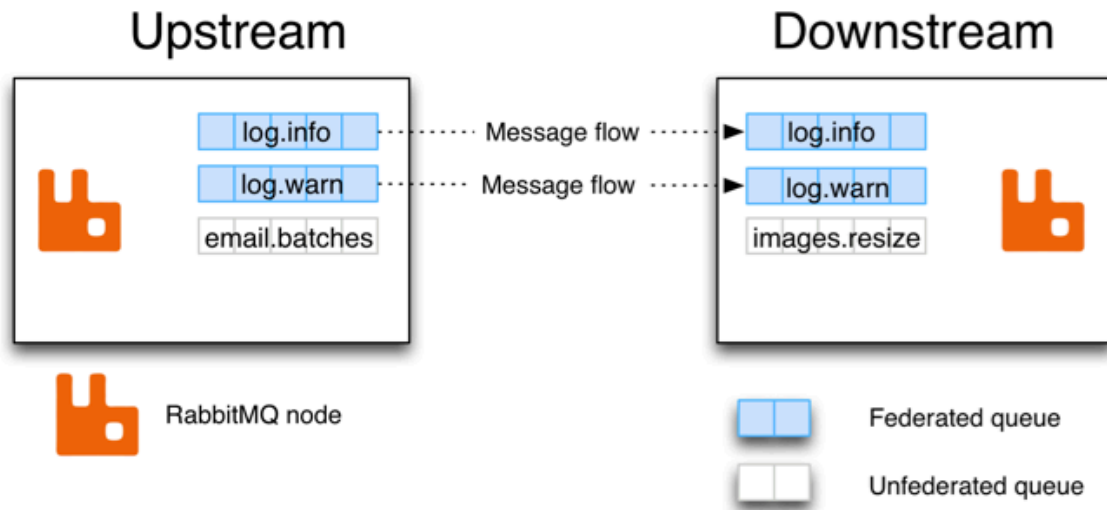 Upstream
Downstream
log.info
Message flow
log.info
log.warn
Message flow
log.warn
email.batches
images.resize
RabbitMQ node
Federated queue
Unfederated queue